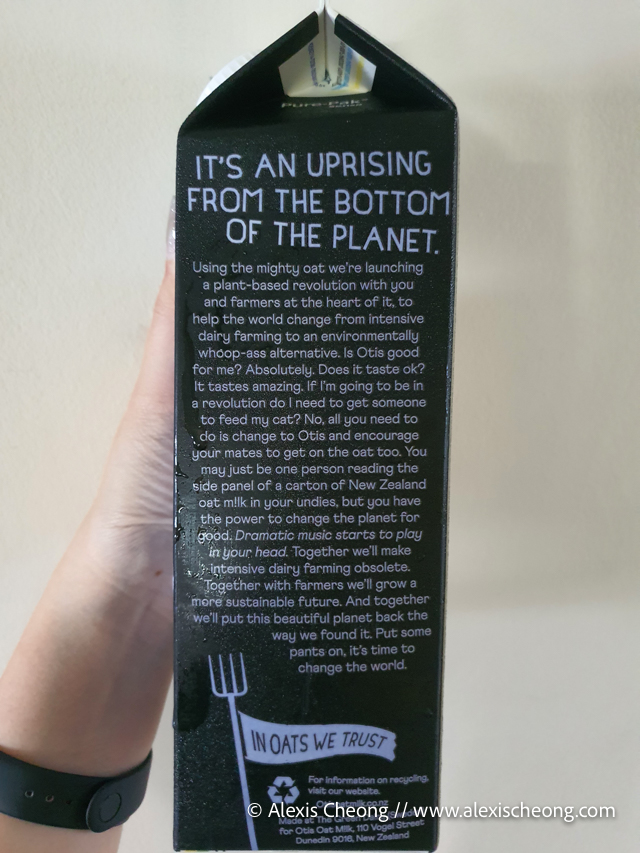 Pure-Pak
IT'S AN UPRISING
FROM THE BOTTOM
OF THE PLANET.
Using the mighty oat we're launching
a plant-based revolution with you
and farmers at the heart of it, to
help the world change from intensive
dairy farming to an environmentally
whoop-ass alternative. Is Otis good
for me? Absolutely. Does it taste ok?
It tastes amazing. If I'm going to be in
a revolution do I need to get someone
to feed my cat? No, all you need to
do is change to Otis and encourage
your mates to get on the oat too. You
may just be one person reading the
side panel of a carton of New Zealand
oat m!lk in your undies, but you have
the power to change the planet for
good. Dramatic music starts to play
in your head. Together we'll make
intensive dairy farming obsolete.
Together with farmers we'll grow a
more sustainable future. And together
we'll put this beautiful planet back the
way we found it. Put some
pants on, it's time to
change the world.
IN OATS WE TRUST
For information on recycling,
visit our website.
© Alexis Cheong // www.alexischeong.com
Made at The Green
for Otis Oat M!lk, 110 Vogel Street
Dunedin 9016, New Zealand